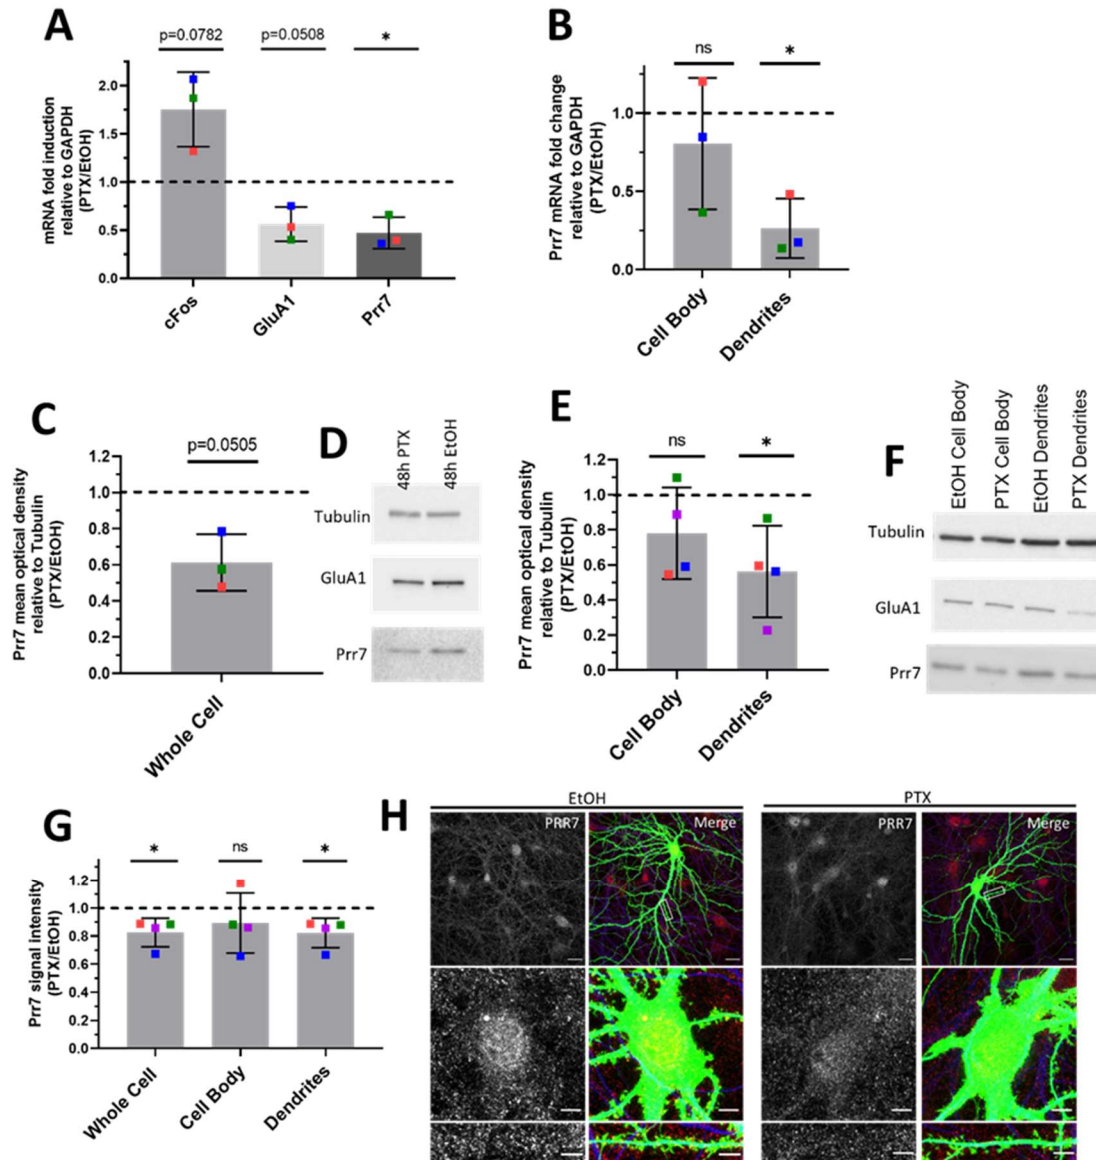 A
p=0.0782
p=0.0508
*
mRNA fold induction
relative to GAPDH
(PTX/EtOH)
2.0
1.5
1.0
0.5
0.0
cFos
GluA1
Prr7
B
ns
*
Prr7 mRNA fold change
relative to GAPDH
(PTX/EtOH)
1.0
0.5
0.0
Cell Body
Dendrites
C
p=0.0505
Prr7 mean optical density
relative to Tubulin
(PTX/EtOH)
1.2
1.0
0.8
0.6
0.4
0.2
0.0
Whole Cell
D
48h PTX
48h EtOH
Tubulin
GluA1
Prr7
E
ns
*
Prr7 mean optical density
relative to Tubulin
(PTX/EtOH)
1.2
1.0
0.8
0.6
0.4
0.2
0.0
Cell Body
Dendrites
F
EtOH Cell Body
PTX Cell Body
EtOH Dendrites
PTX Dendrites
Tubulin
GluA1
Prr7
G
*
ns
*
Prr7 signal intensity
(PTX/EtOH)
1.2
1.0
0.8
0.6
0.4
0.2
0.0
Whole Cell
Cell Body
Dendrites
H
EtOH
PTX
PRR7
Merge
PRR7
Merge